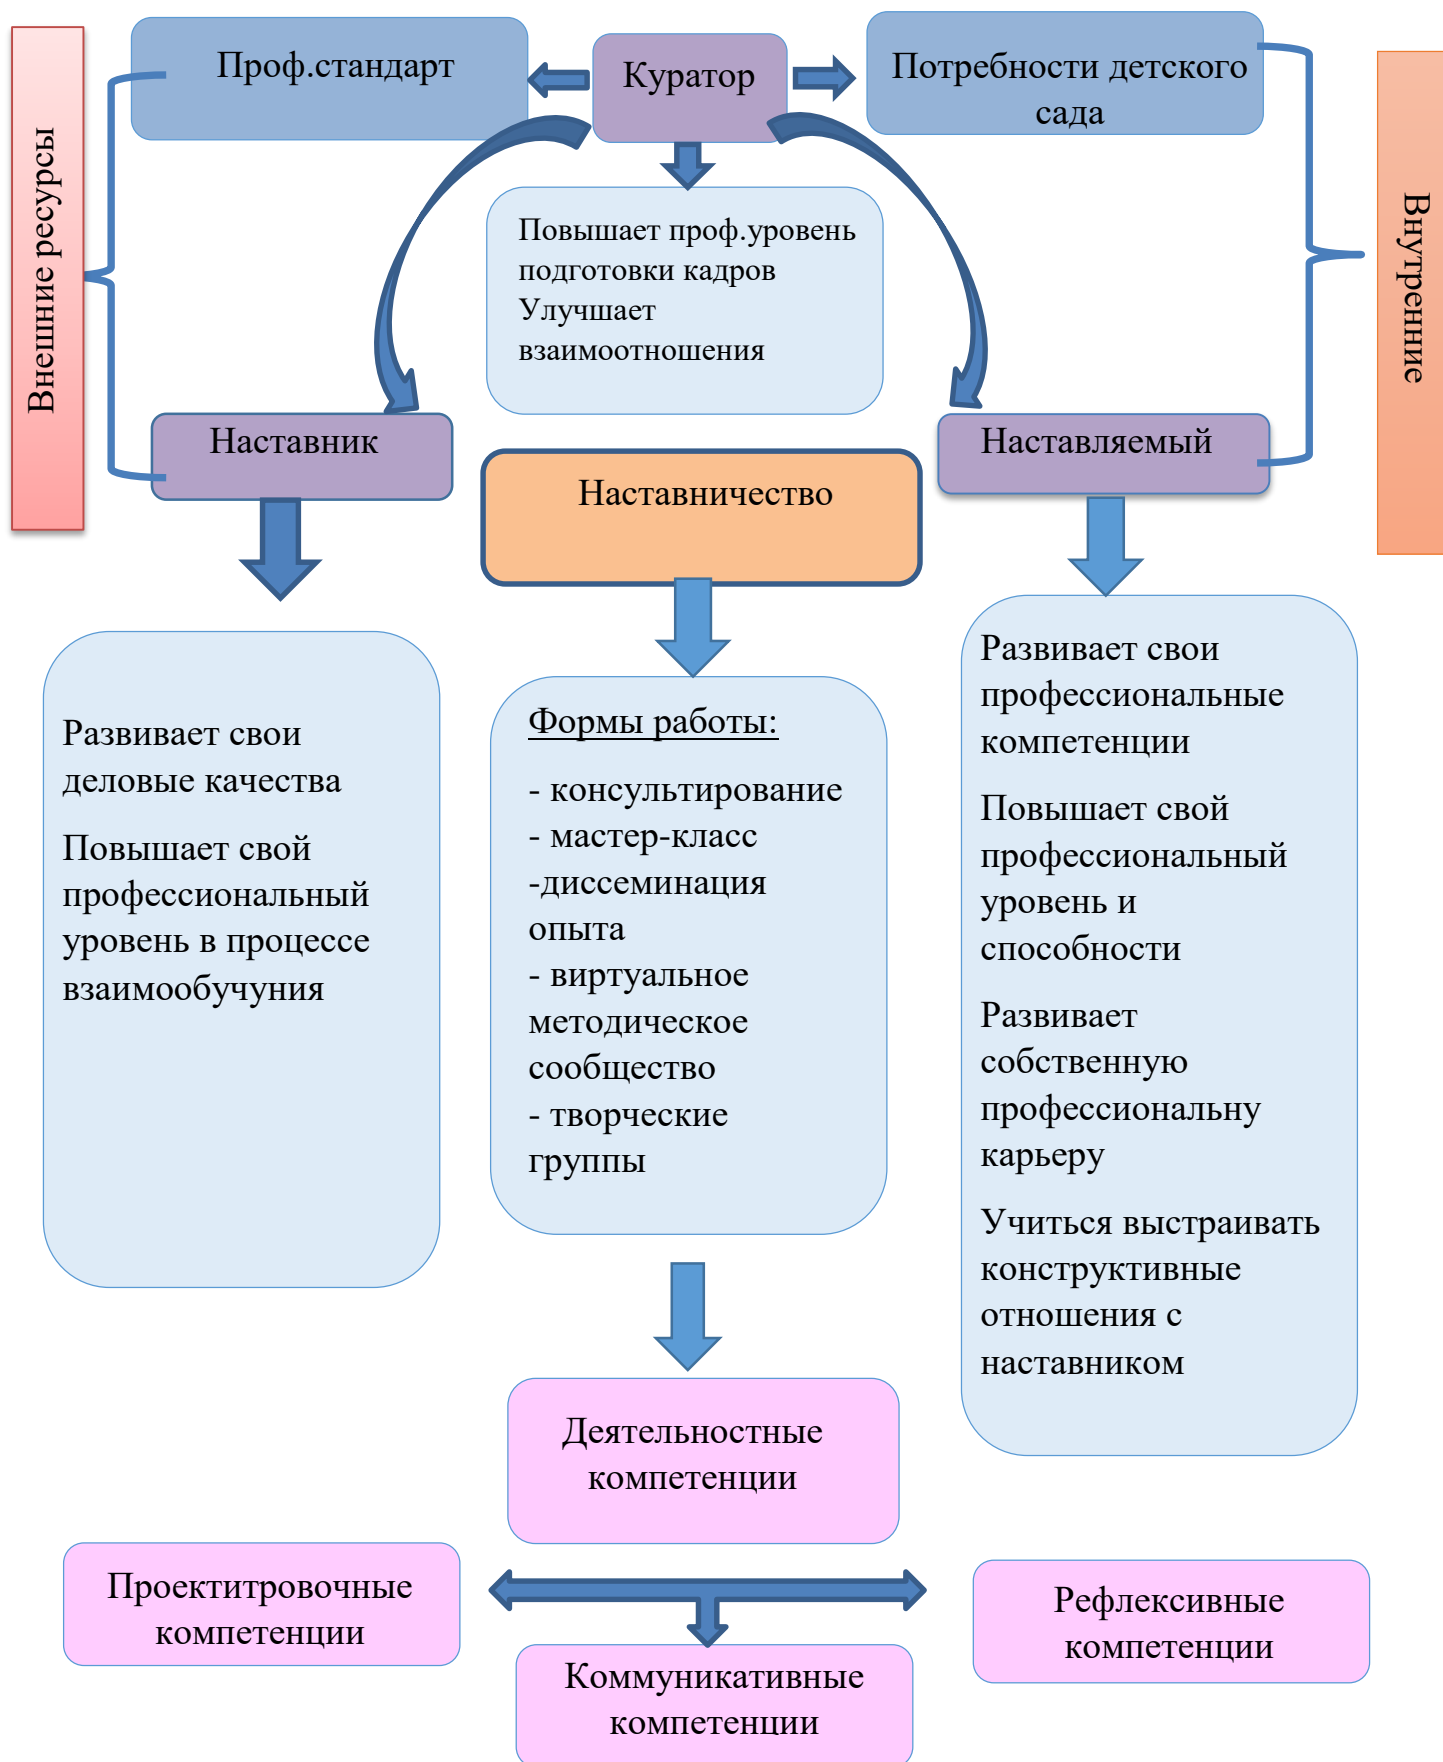 Внешние ресурсы
Проф.стандарт
Куратор
Потребности детского
сада
Внутренние
Повышает проф.уровень
подготовки кадров
Улучшает
взаимоотношения
Наставник
Наставничество
Наставляемый
Развивает свои
деловые качества
Повышает свой
профессиональный
уровень в процессе
взаимообучуния
Формы работы:
- консультирование
- мастер-класс
-диссеминация
опыта
- виртуальное
методическое
сообщество
- творческие
группы
Развивает свои
профессиональные
компетенции
Повышает свой
профессиональный
уровень и
способности
Развивает
собственную
профессиональну
карьеру
Учиться выстраивать
конструктивные
отношения с
наставником
Деятельностные
компетенции
Проектитровочные
компетенции
Рефлексивные
компетенции
Коммуникативные
компетенции